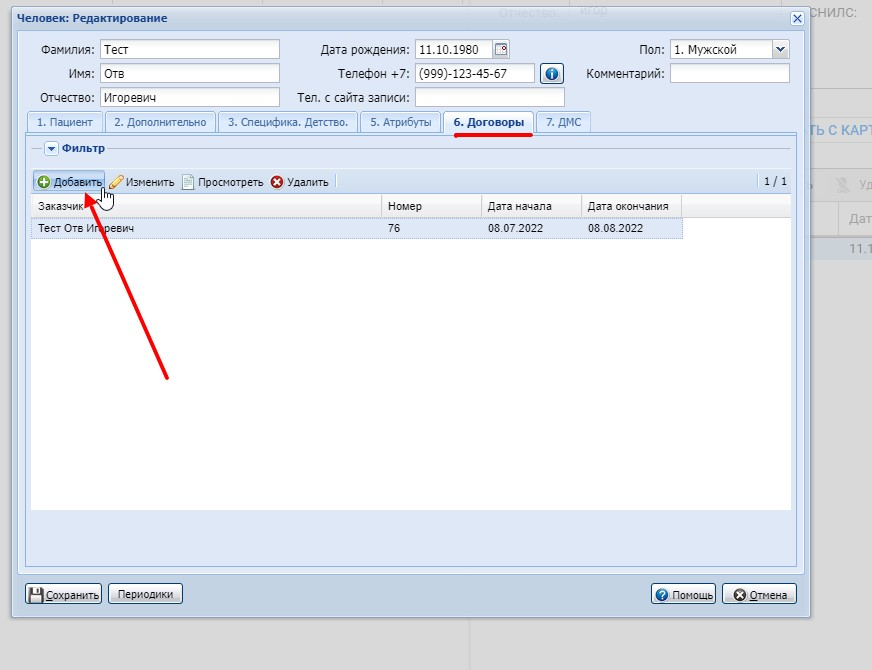 Отчество: игор
СНИЛС:
Человек: Редактирование
Фамилия: Тест Дата рождения: 11.10.1980 Пол: 1. Мужской
Имя: Отв Телефон +7: (999)-123-45-67 Комментарий:
Отчество: Игоревич Тел. с сайта записи:
1. Пациент 2. Дополнительно 3. Специфика. Детство. 5. Атрибуты 6. Договоры 7. ДМС
Ь С КАРТ
Фильтр
Добавить Изменить Просмотреть Удалить 1 / 1
Уд
Заказчик Номер Дата начала Дата окончания
Дат
Тест Отв Игоревич 76 08.07.2022 08.08.2022
11.1
Сохранить Периодики Помощь Отмена